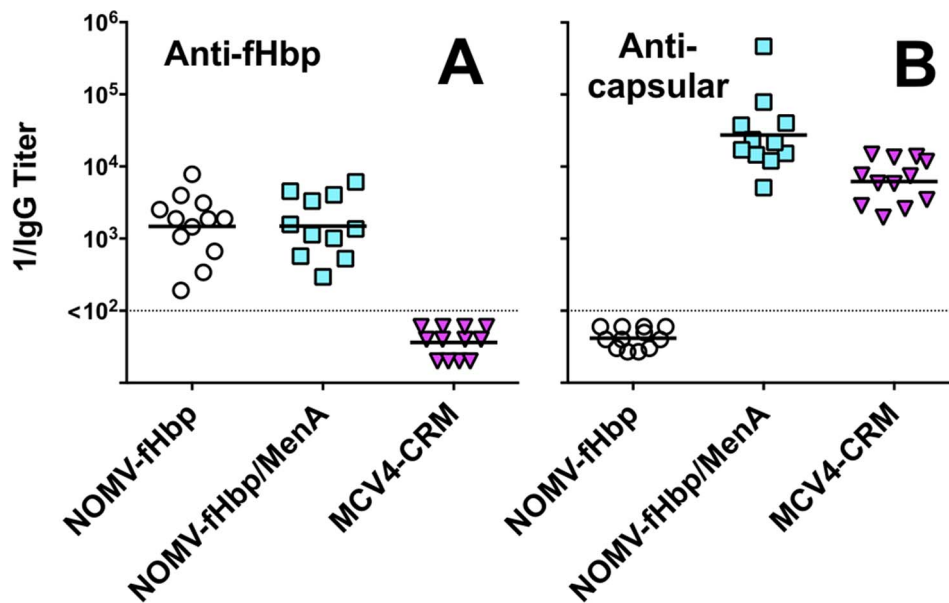 Anti-fHbp
A
Anti-
capsular
B
1/IgG Titer
10⁶
10⁵
10⁴
10³
<10²
NOMV-fHbp
NOMV-fHbp/MenA
MCV4-CRM
NOMV-fHbp
NOMV-fHbp/MenA
MCV4-CRM